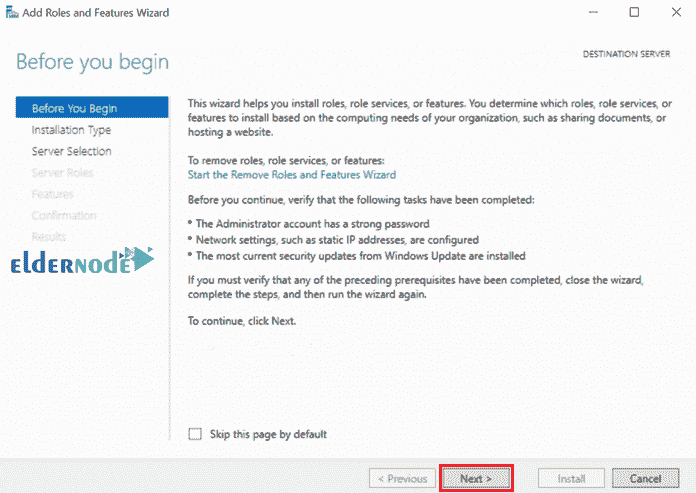 Add Roles and Features Wizard
Before you begin
DESTINATION SERVER
Before You Begin
Installation Type
Server Selection
Server Roles
Features
Confirmation
Results
ELDERNODE
This wizard helps you install roles, role services, or features. You determine which roles, role services, or
features to install based on the computing needs of your organization, such as sharing documents, or
hosting a website.
To remove roles, role services, or features:
Start the Remove Roles and Features Wizard
Before you continue, verify that the following tasks have been completed:
• The Administrator account has a strong password
• Network settings, such as static IP addresses, are configured
• The most current security updates from Windows Update are installed
If you must verify that any of the preceding prerequisites have been completed, close the wizard,
complete the steps, and then run the wizard again.
To continue, click Next.
Skip this page by default
< Previous
Next >
Install
Cancel